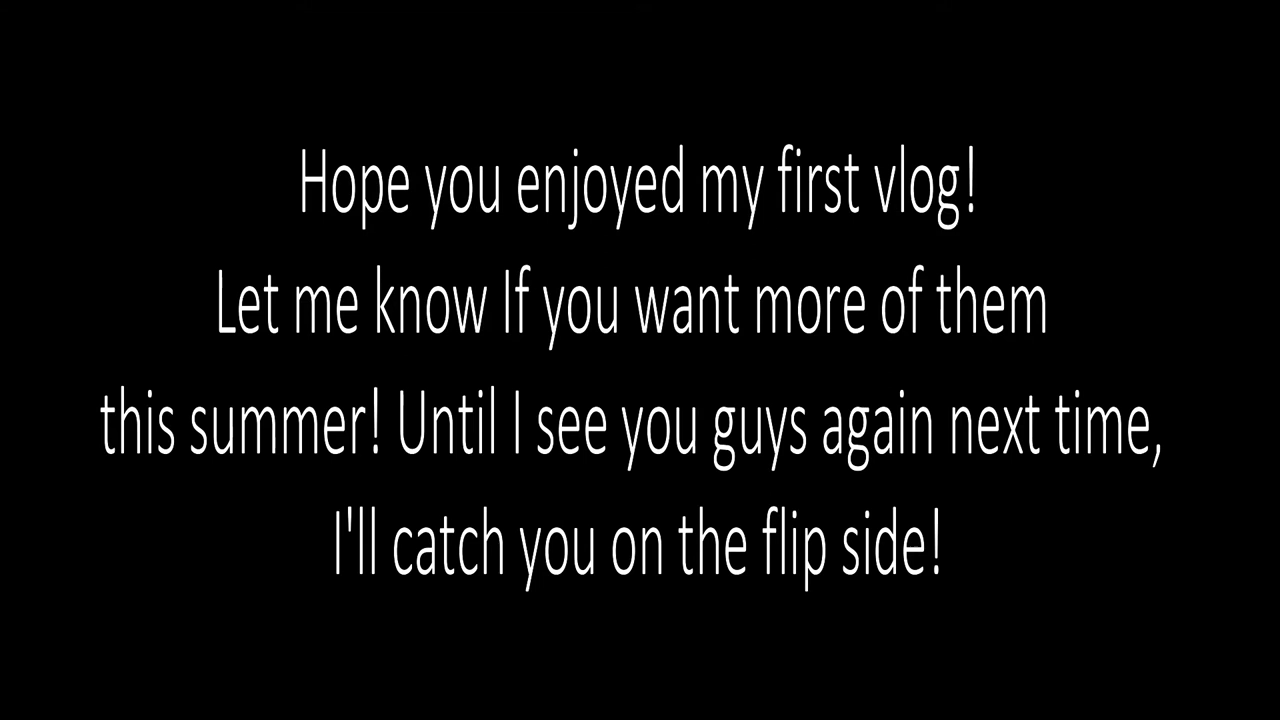 Hope you enjoyed my first vlog!
Let me know If you want more of them
this summer! Until I see you guys again next time,
I'll catch you on the flip side!